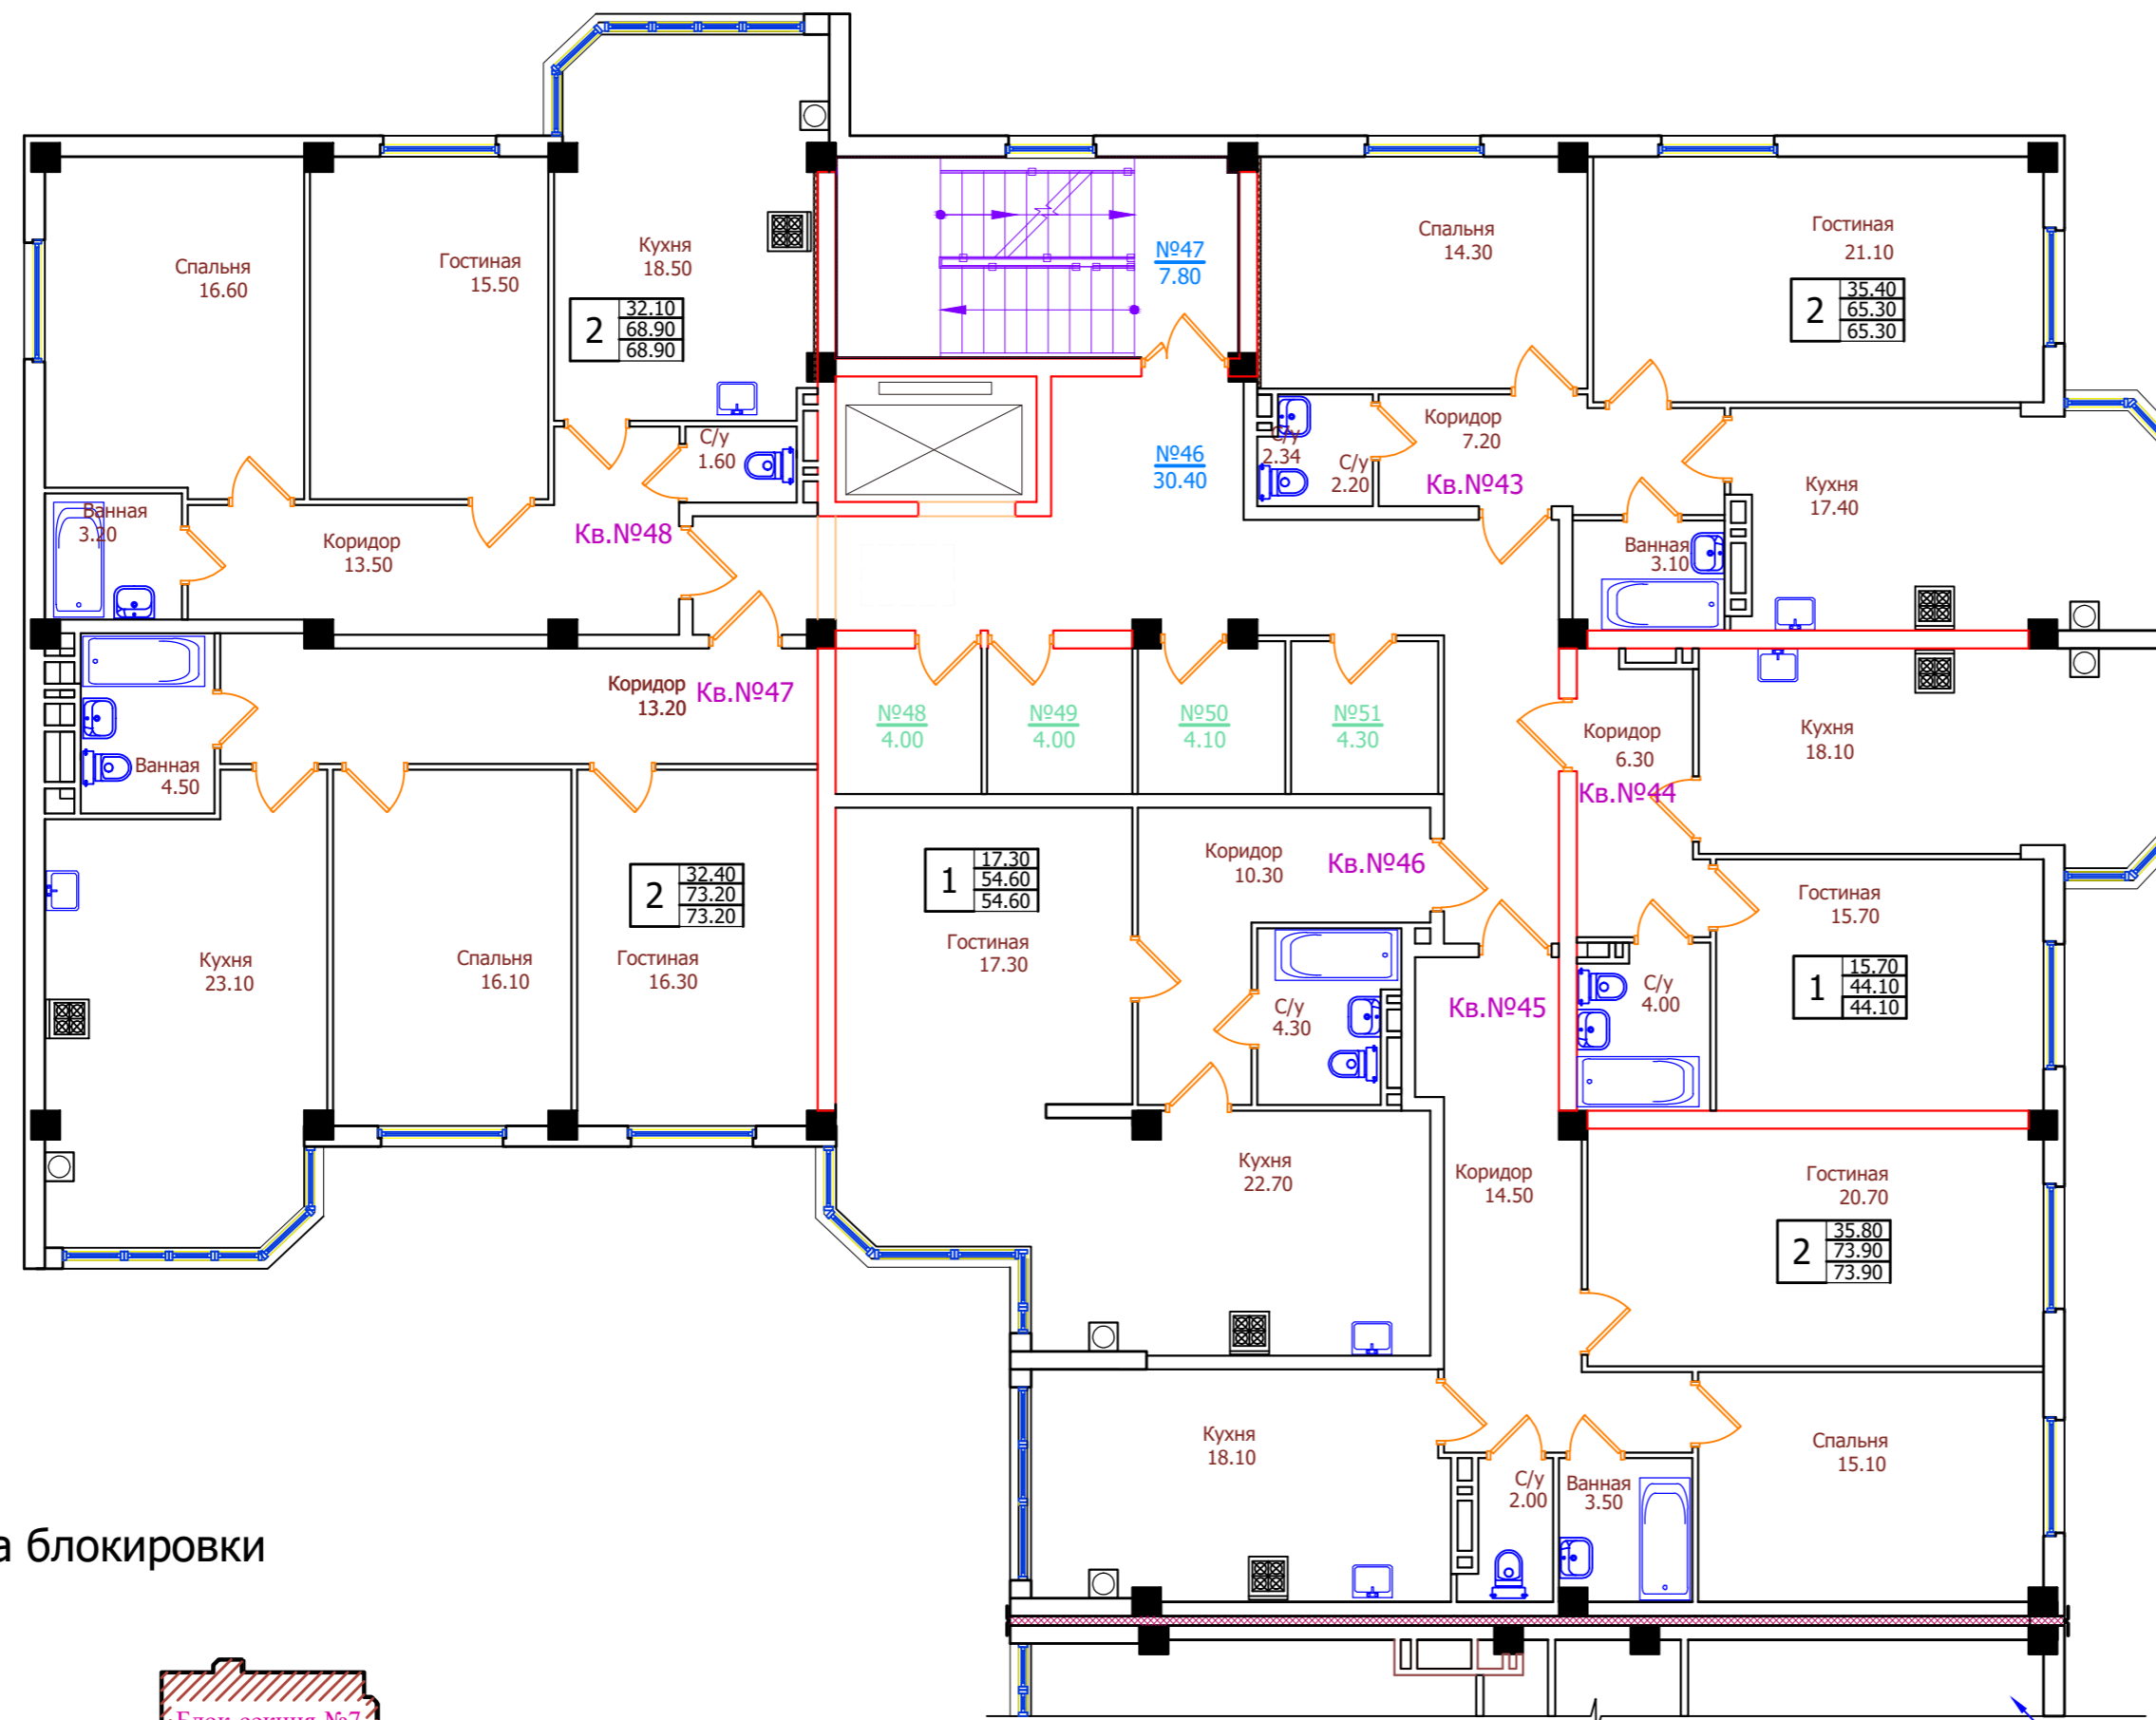 Спальня
16.60
Гостиная
15.50
Кухня
18.50
2
32.10
68.90
68.90
С/у
1.60
Ванная
3.20
Коридор
13.50
Кв.№48
№47
7.80
№46
30.40
Спальня
14.30
Гостиная
21.10
2
35.40
65.30
65.30
С/у
2.34
С/у
2.20
Коридор
7.20
Кв.№43
Кухня
17.40
Ванная
3.10
Коридор
13.20
Кв.№47
Ванная
4.50
Кухня
23.10
Спальня
16.10
2
32.40
73.20
73.20
Гостиная
16.30
№48
4.00
№49
4.00
№50
4.10
№51
4.30
Коридор
6.30
Кв.№44
Кухня
18.10
Гостиная
15.70
1
15.70
44.10
44.10
С/у
4.00
1
17.30
54.60
54.60
Гостиная
17.30
Коридор
10.30
Кв.№46
С/у
4.30
Кв.№45
Кухня
22.70
Коридор
14.50
Гостиная
20.70
2
35.80
73.90
73.90
Кухня
18.10
С/у
2.00
Ванная
3.50
Спальня
15.10
а блокировки
Блок секция №7